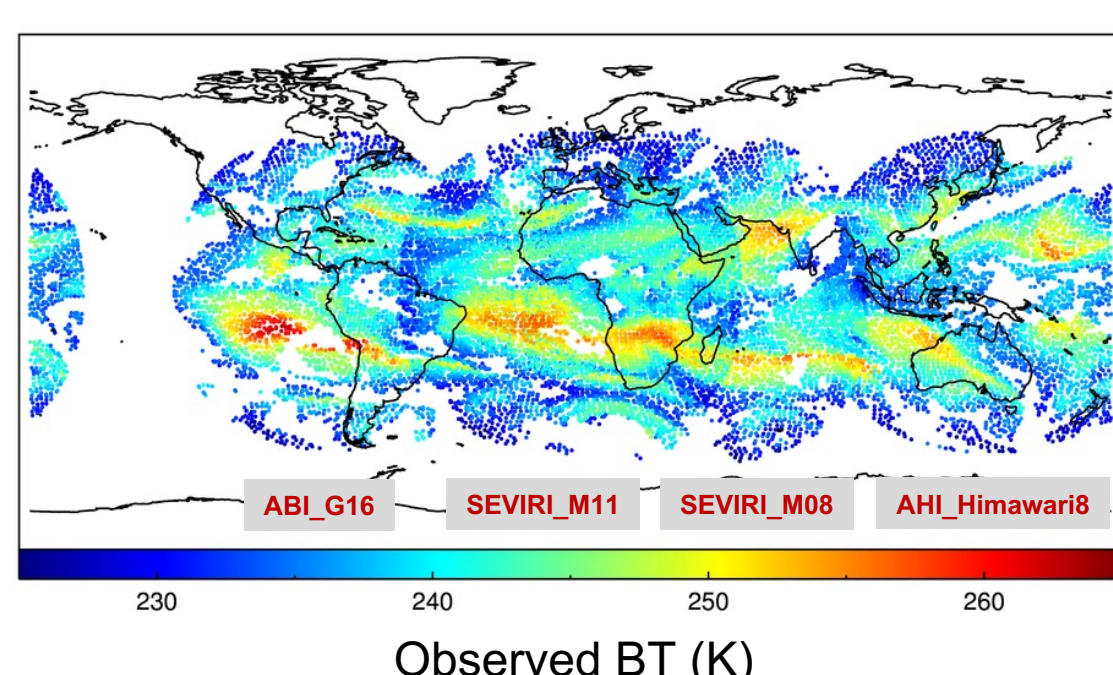 ABI_G16 SEVIRI_M11 SEVIRI_M08 AHI_Himawari8
230 240 250 260
Observed BT (K)